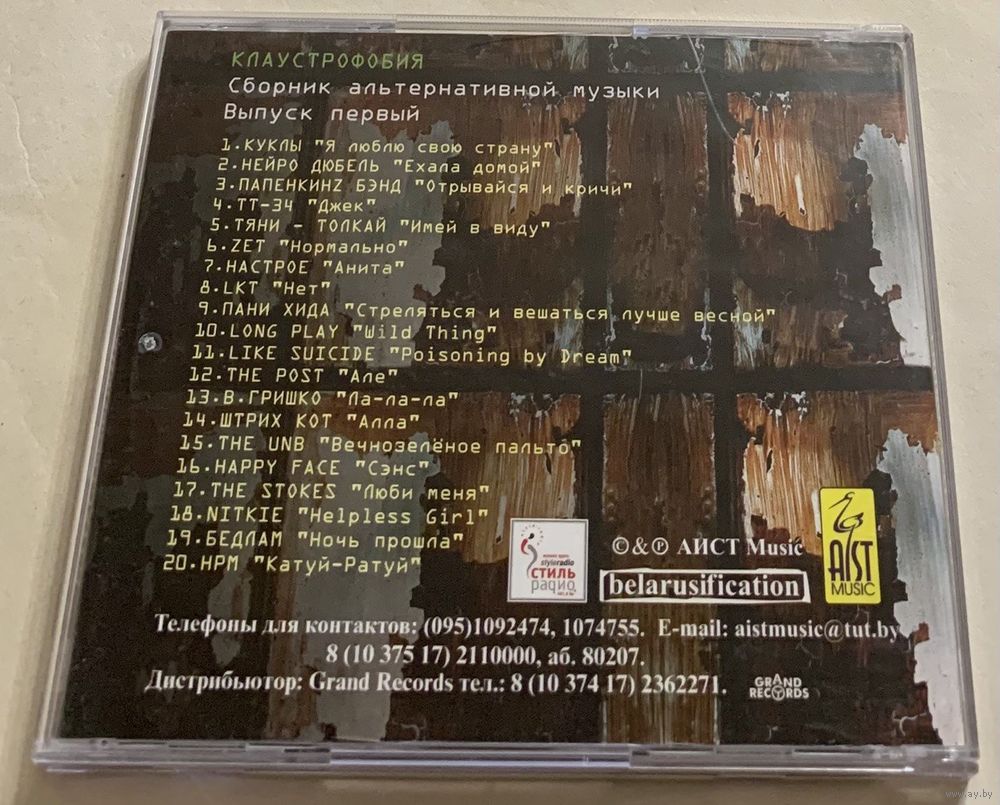 КЛАУСТРОФОБИЯ
Сборник альтернативной музыки
Выпуск первый
1.КУКЛЫ "Я люблю свою страну"
2.НЕЙРО ДЮБЕЛЬ "Ехала домой"
3.ПАПЕНКИНZ БЭНД "Отрывайся и кричи"
4.ТТ-34 "Джек"
5.ТЯНИ - ТОЛКАЙ "Имей в виду"
6.ZET "Нормально"
7.НАСТРОЕ "Анита"
8.LKT "Нет"
9.ПАНИ ХИДА "Стреляться и вешаться лучше весной"
10.LONG PLAY "Wild Thing"
11.LIKE SUICIDE "Poisoning by Dream"
12.THE POST "Але"
13.В.ГРИШКО "Ла-ла-ла"
14.ШТРИХ КОТ "Алла"
15.THE UNB "Вечнозелёное пальто"
16.HAPPY FACE "Сэнс"
17.THE STOKES "Люби меня"
18.NITKIE "Helpless Girl"
19.БЕДЛАМ "Ночь прошла"
20.НРМ "Катуй-Ратуй"
styleradio
СТИЛЬ
радио
©&℗ АИСТ Music
belarusification
AIST
MUSIC
Телефоны для контактов: (095)1092474, 1074755. E-mail: aistmusic@tut.by
8 (10 375 17) 2110000, аб. 80207.
Дистрибьютор: Grand Records тел.: 8 (10 374 17) 2362271.
GRAND
RECORDS
www.ay.by